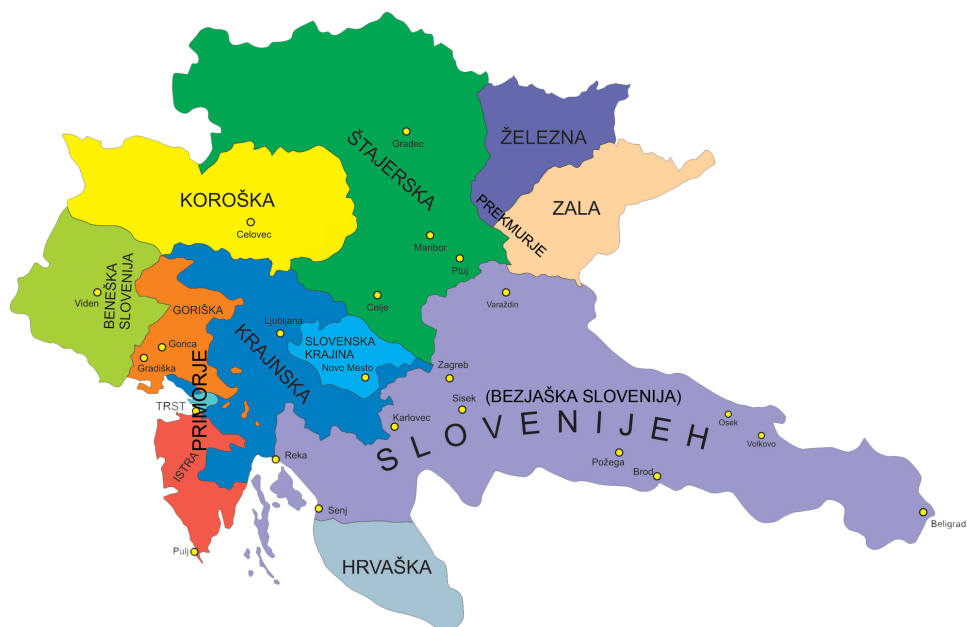 Gradec
ŠTAJERSKA
ŽELEZNA
KOROŠKA
Celovec
ZALA
PREKMURJE
Maribor
Ptuj
BENEŠKA
SLOVENIJA
Viden
GORIŠKA
Celje
Varaždin
Ljubljana
KRAJNSKA
SLOVENSKA
KRAJINA
Novo Mesto
Gorica
Gradiška
PRIMORJE
Zagreb
(BEZJAŠKA SLOVENIJA)
Sisek
TRST
Karlovec
SLOVENIJEH
Osek
Volkovo
ISTRA
Reka
Požega
Brod
Senj
Beligrad
Pulj
HRVAŠKA